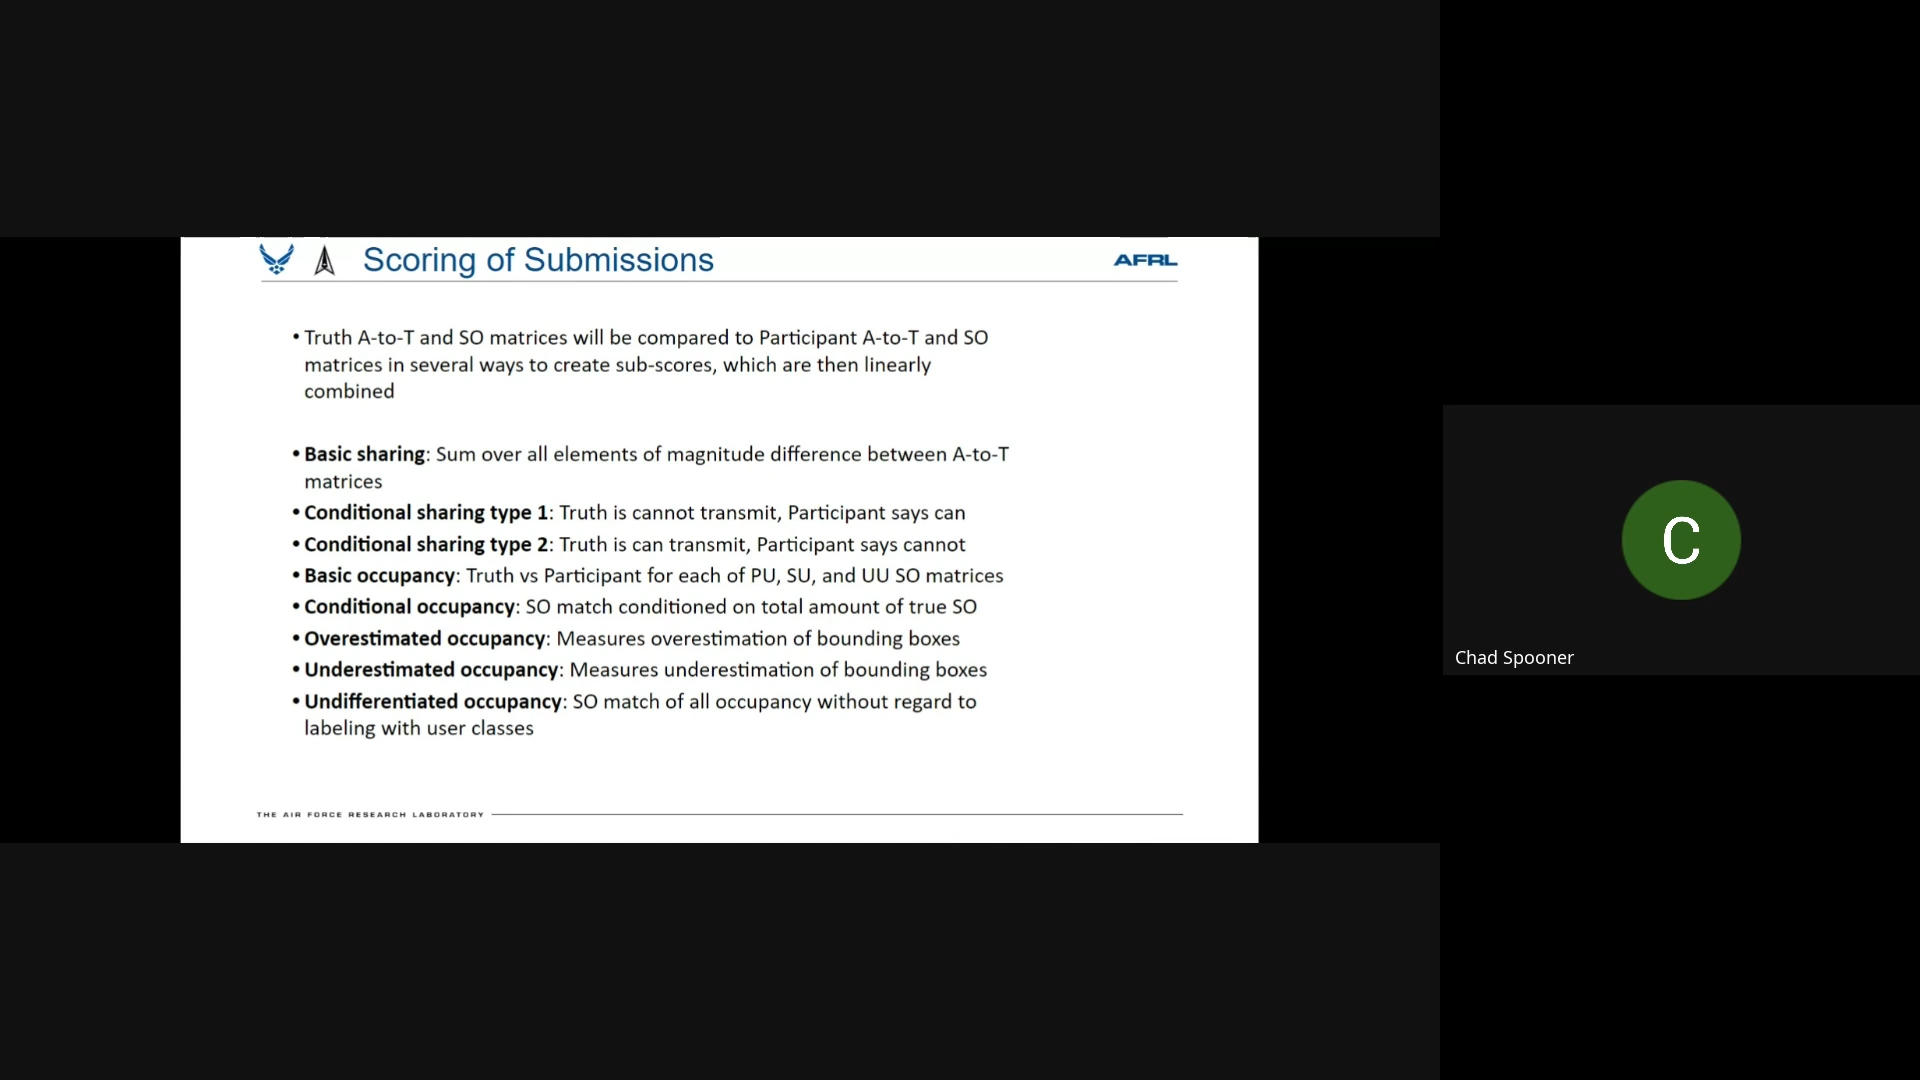 Scoring of Submissions
AFRL
• Truth A-to-T and SO matrices will be compared to Participant A-to-T and SO
matrices in several ways to create sub-scores, which are then linearly
combined
• Basic sharing: Sum over all elements of magnitude difference between A-to-T
matrices
• Conditional sharing type 1: Truth is cannot transmit, Participant says can
• Conditional sharing type 2: Truth is can transmit, Participant says cannot
• Basic occupancy: Truth vs Participant for each of PU, SU, and UU SO matrices
• Conditional occupancy: SO match conditioned on total amount of true SO
• Overestimated occupancy: Measures overestimation of bounding boxes
• Underestimated occupancy: Measures underestimation of bounding boxes
• Undifferentiated occupancy: SO match of all occupancy without regard to
labeling with user classes
THE AIR FORCE RESEARCH LABORATORY
C
Chad Spooner